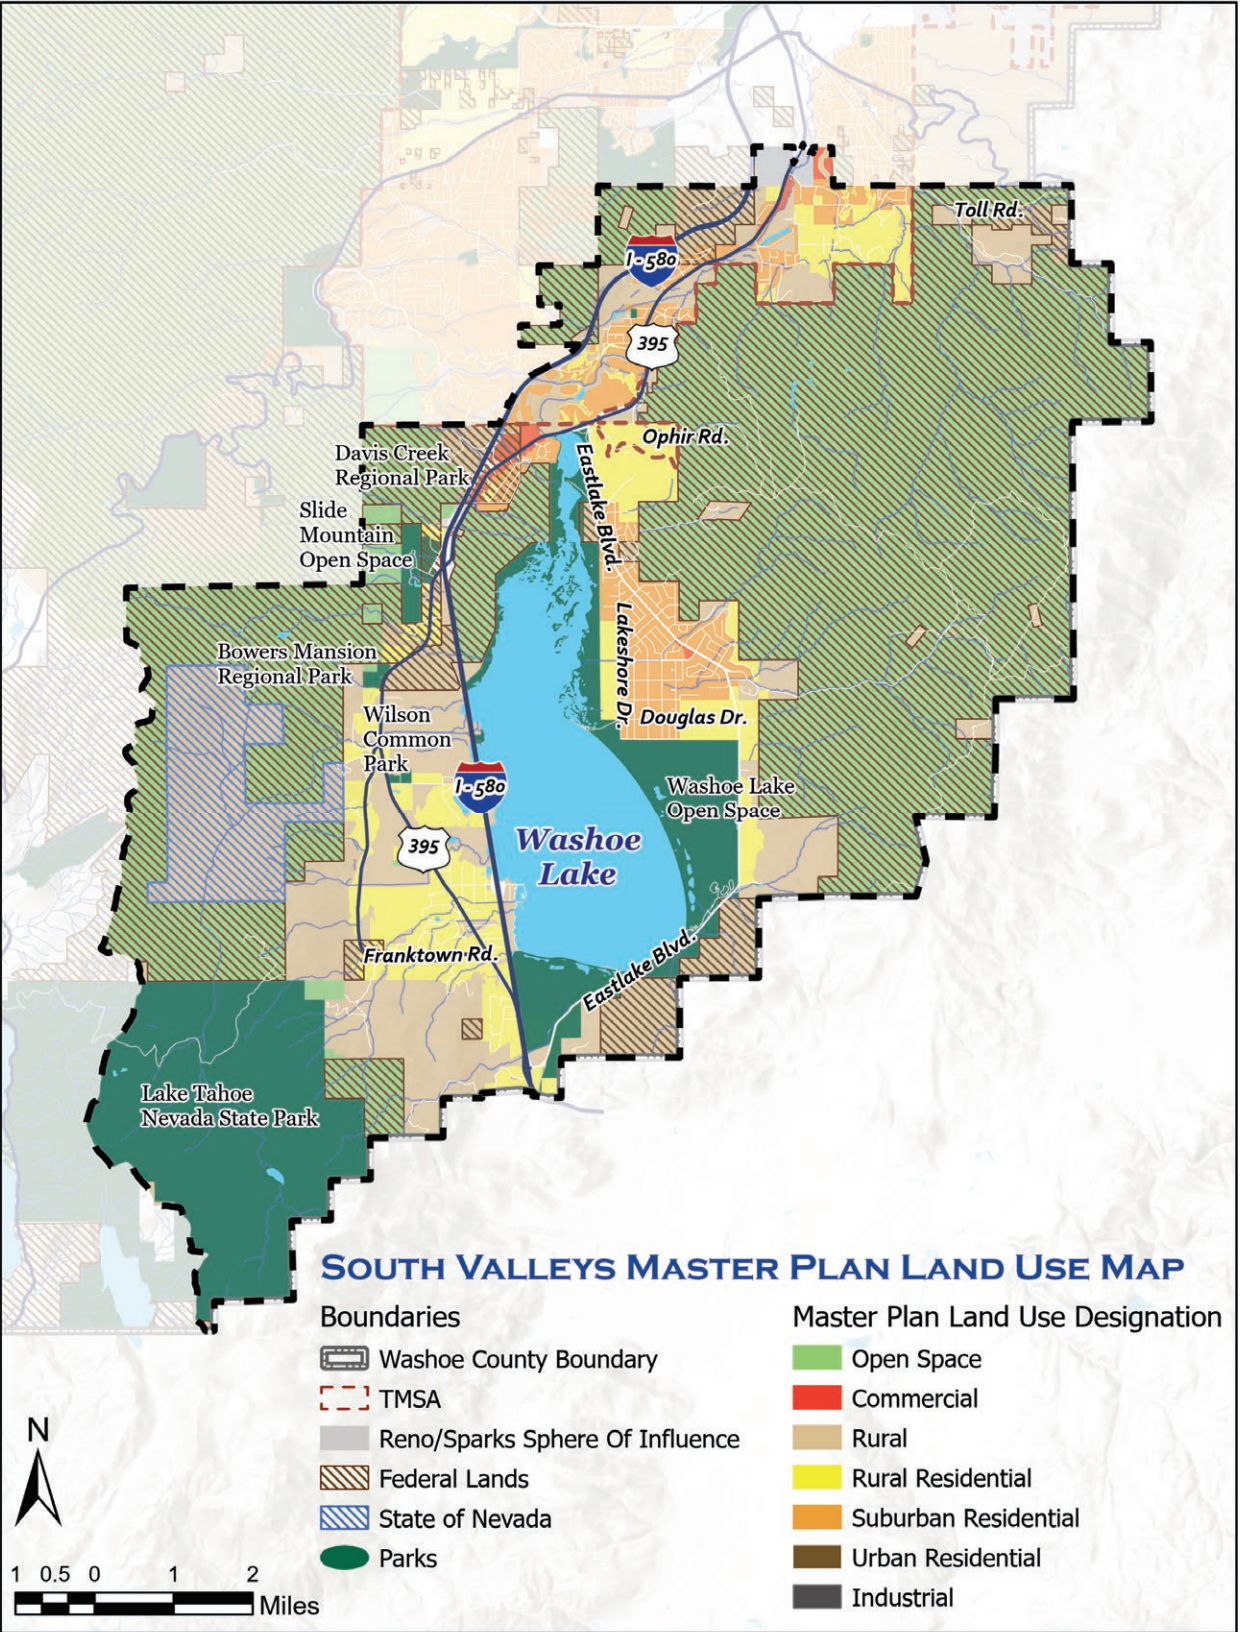 Toll Rd.
I-580
395
Ophir Rd.
Davis Creek
Regional Park
Eastlake Blvd.
Slide
Mountain
Open Space
Lakeshore Dr.
Bowers Mansion
Regional Park
Wilson
Common
Park
Douglas Dr.
I-580
Washoe Lake
Open Space
395
Washoe
Lake
Franktown Rd.
Eastlake Blvd.
Lake Tahoe
Nevada State Park
SOUTH VALLEYS MASTER PLAN LAND USE MAP
Boundaries
Washoe County Boundary
TMSA
Reno/Sparks Sphere Of Influence
Federal Lands
State of Nevada
Parks
Master Plan Land Use Designation
Open Space
Commercial
Rural
Rural Residential
Suburban Residential
Urban Residential
Industrial
N
1 0.5 0 1 2
Miles